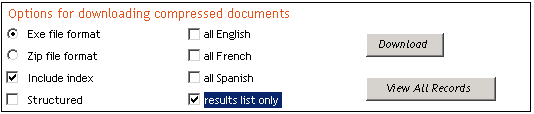 Options for downloading compressed documents
Exe file format
all English
Download
Zip file format
all French
Include index
all Spanish
View All Records
Structured
results list only